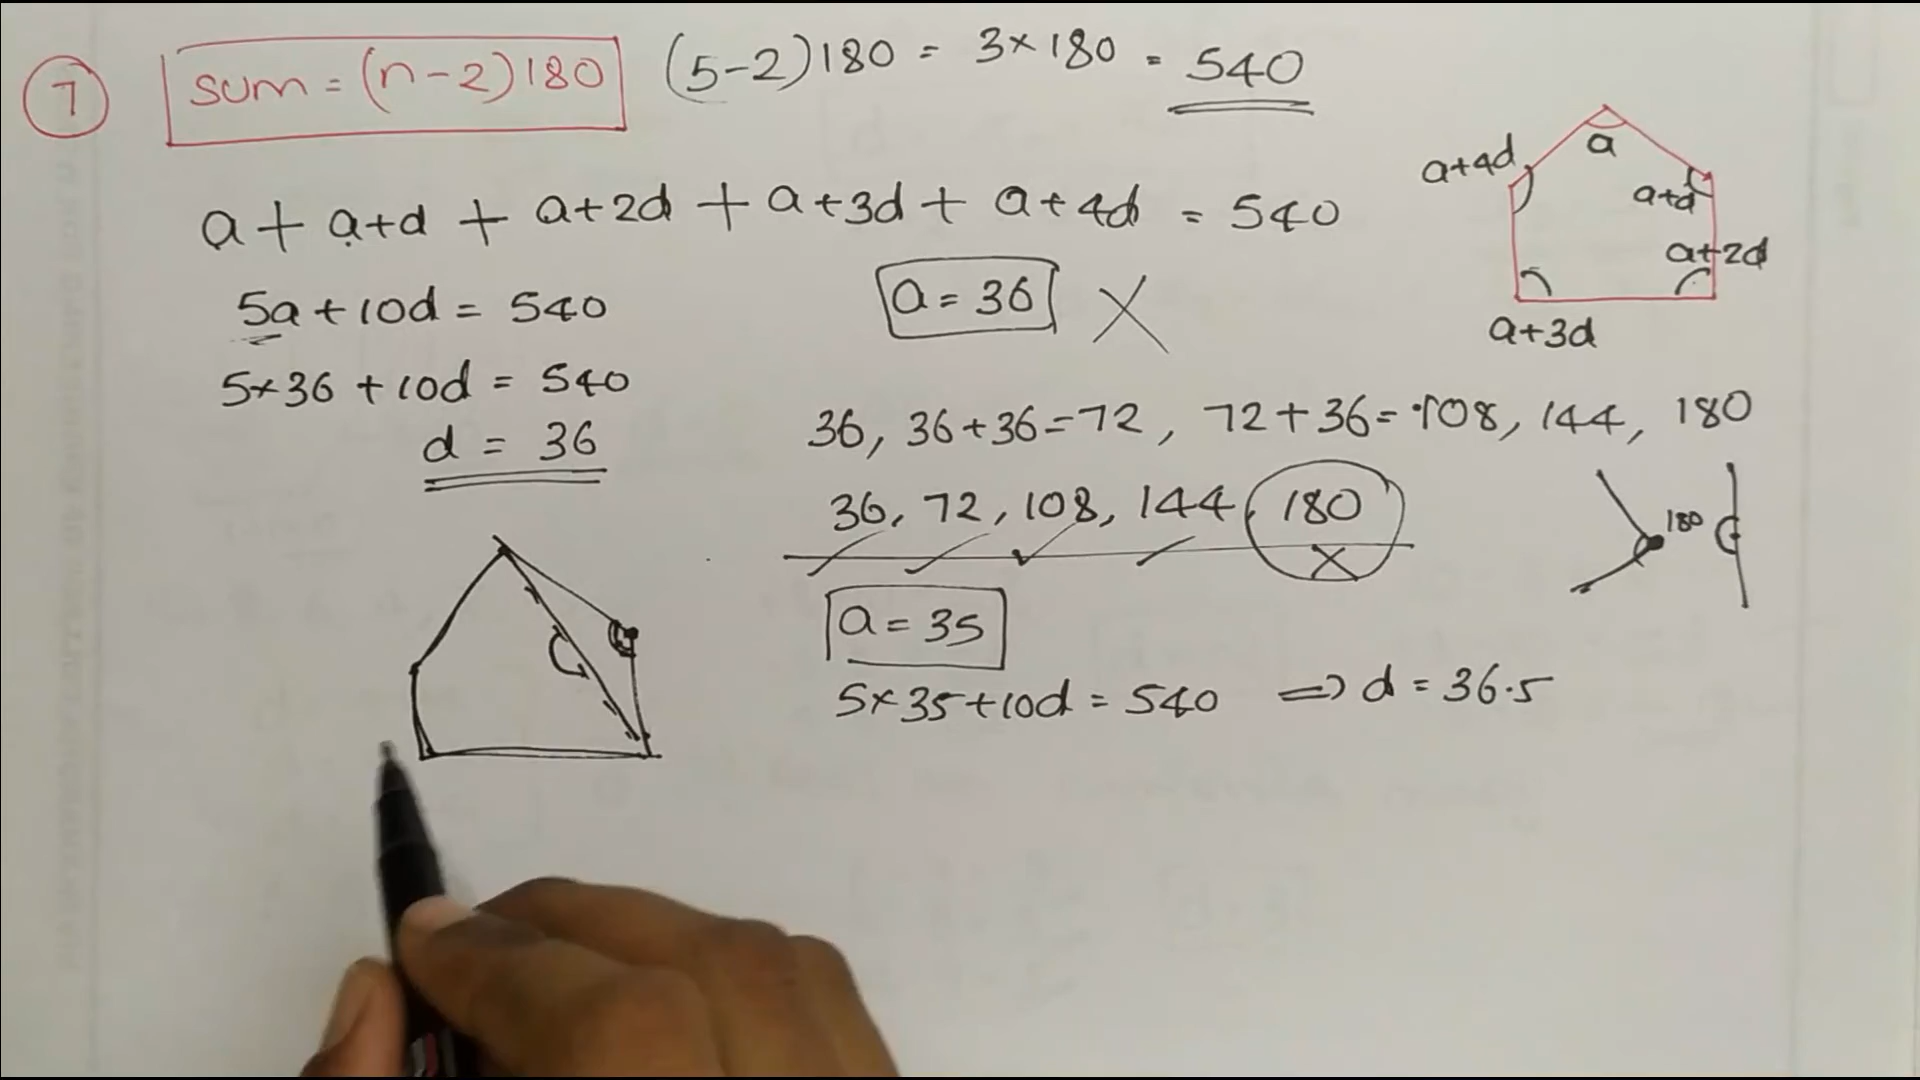 7 sum = (n-2)180 (5-2)180 = 3×180 = 540
a + a+d + a+2d + a+3d + a+4d = 540
a
a+4d
a+d
a+2d
a+3d
5a + 10d = 540
a = 36 ×
5×36 + 10d = 540
d = 36
36, 36+36=72, 72+36=108, 144, 180
36, 72, 108, 144 180
×
180
a = 35
5×35+10d = 540 ⇒ d = 36.5